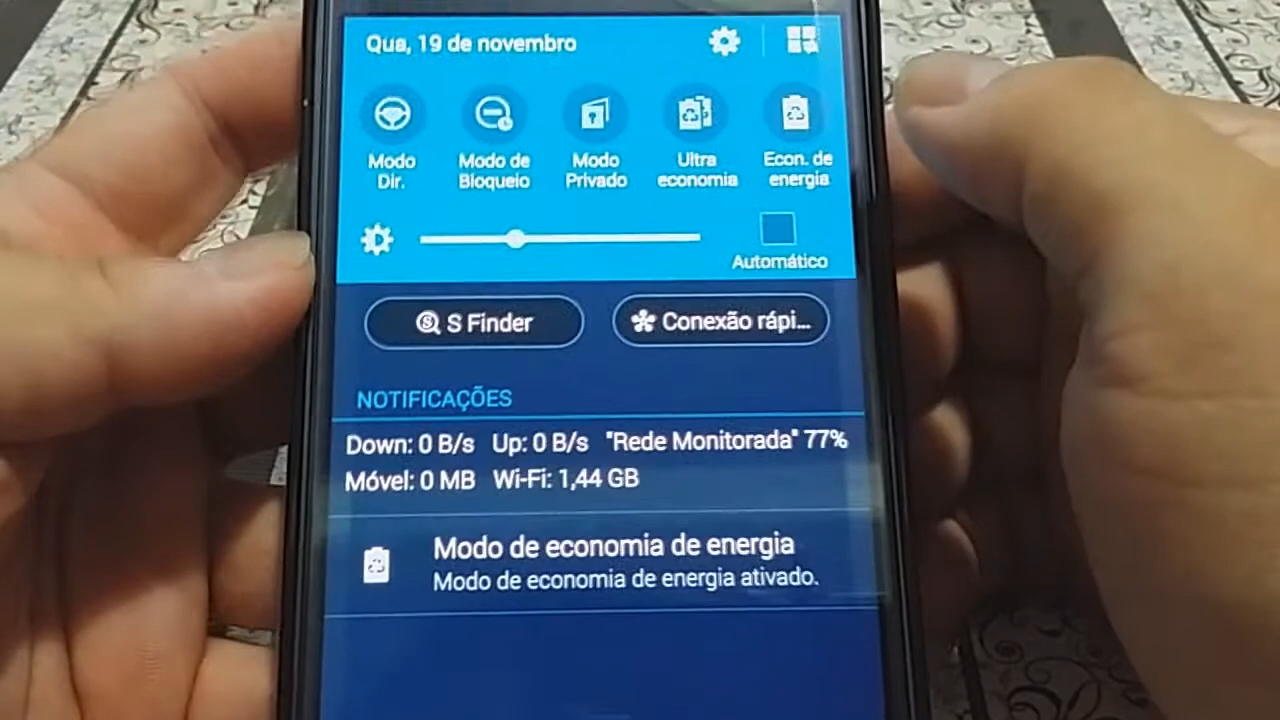 Qua, 19 de novembro
Modo Dir.
Modo de Bloqueio
Modo Privado
Ultra economia
Econ. de energia
Automático
S Finder
Conexão rápi...
NOTIFICAÇÕES
Down: 0 B/s Up: 0 B/s "Rede Monitorada" 77%
Móvel: 0 MB Wi-Fi: 1,44 GB
Modo de economia de energia
Modo de economia de energia ativado.